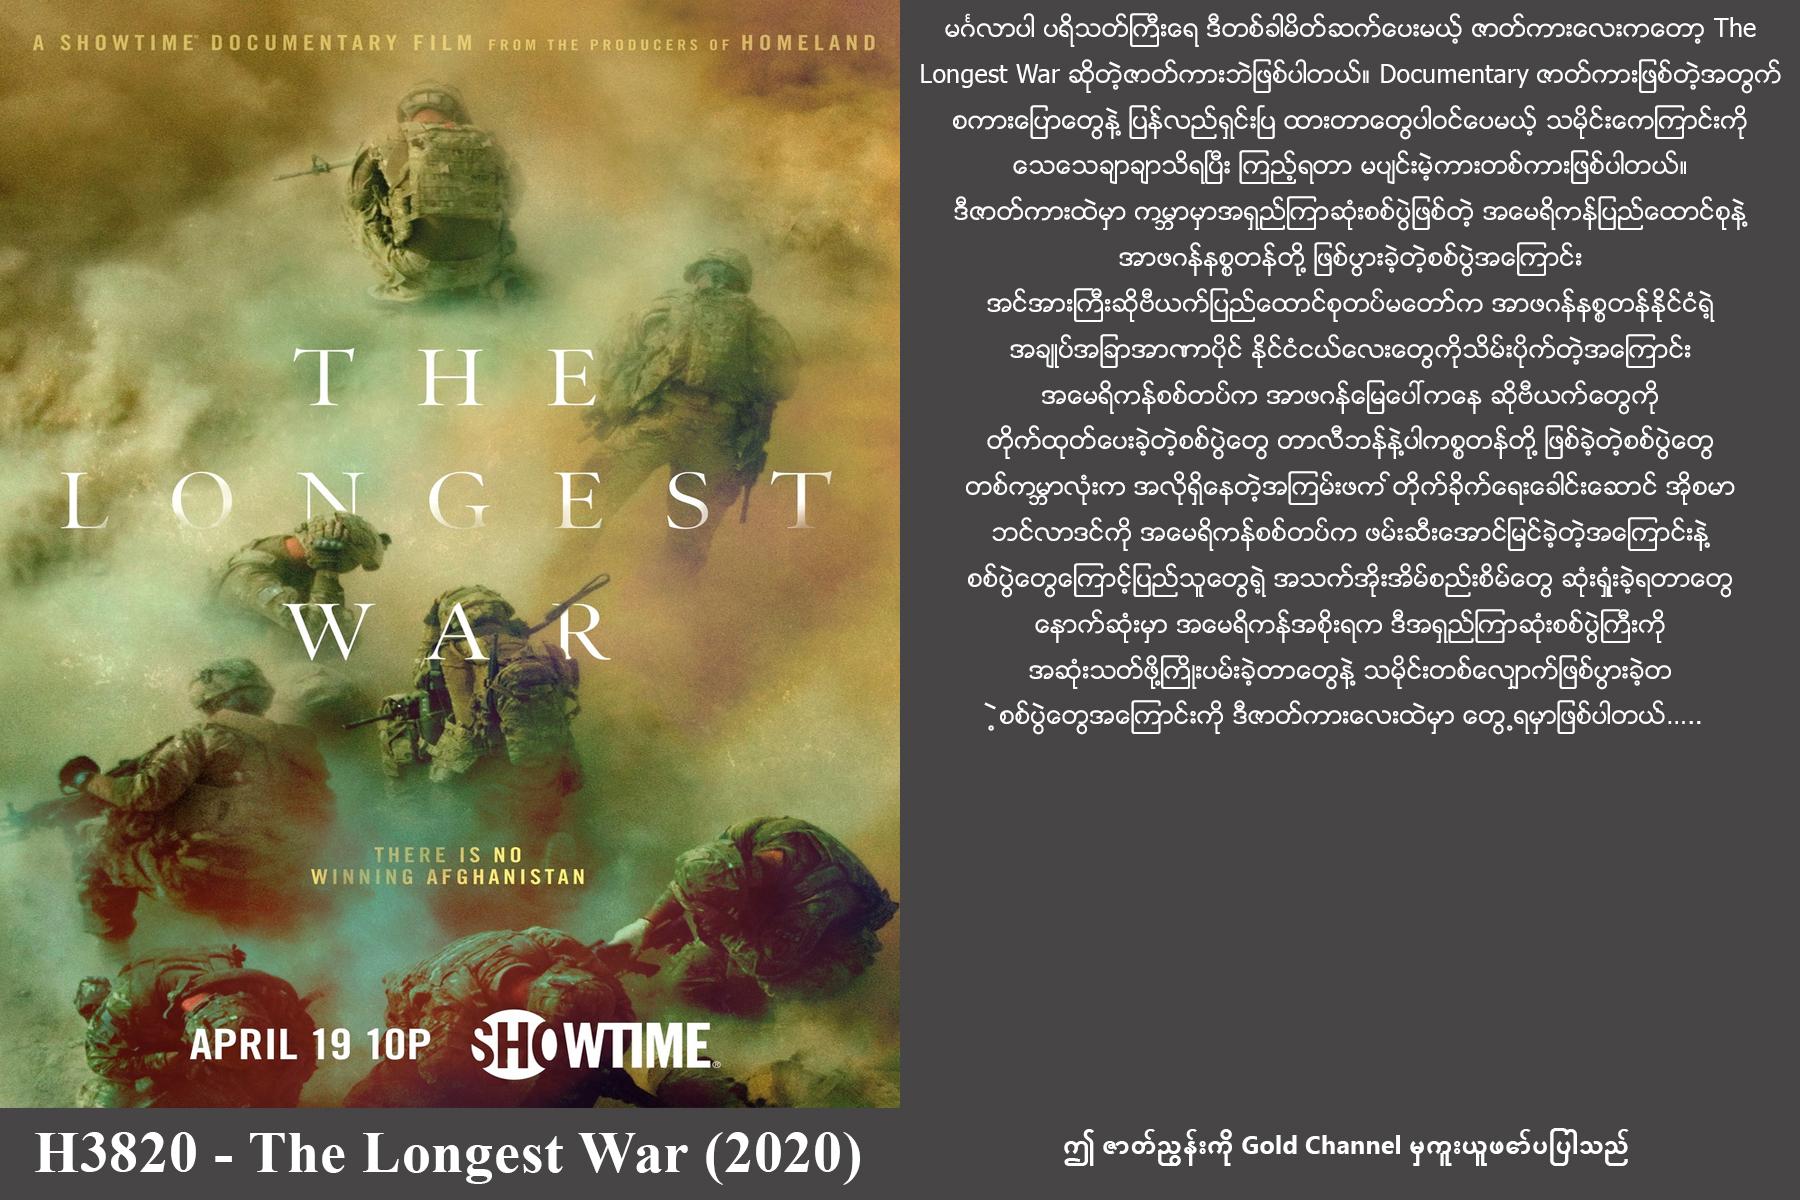 A SHOWTIME® DOCUMENTARY FILM FROM THE PRODUCERS OF HOMELAND
THE
LONGEST
WAR
THERE IS NO
WINNING AFGHANISTAN
APRIL 19 10P SHOWTIME®
H3820 - The Longest War (2020)
မင်္ဂလာပါ ပရိသတ်ကြီးရေ ဒီတစ်ခါမိတ်ဆက်ပေးမယ့် ဇာတ်ကားလေးကတော့ The
Longest War ဆိုတဲ့ဇာတ်ကားဘဲဖြစ်ပါတယ်။ Documentary ဇာတ်ကားဖြစ်တဲ့အတွက်
စကားပြောတွေနဲ့ ပြန်လည်ရှင်းပြ ထားတာတွေပါဝင်ပေမယ့် သမိုင်းကေကြာင်းကို
သေသေချာချာသိရပြီး ကြည့်ရတာ မပျင်းမဲ့ကားတစ်ကားဖြစ်ပါတယ်။
ဒီဇာတ်ကားထဲမှာ ကမ္ဘာမှာအရှည်ကြာဆုံးစစ်ပွဲဖြစ်တဲ့ အမေရိကန်ပြည်ထောင်စုနဲ့
အာဖဂန်နစ္စတန်တို့ ဖြစ်ပွားခဲ့တဲ့စစ်ပွဲအကြောင်း
အင်အားကြီးဆိုဗီယက်ပြည်ထောင်စုတပ်မတော်က အာဖဂန်နစ္စတန်နိုင်ငံရဲ့
အချုပ်အခြာအာဏာပိုင် နိုင်ငံငယ်လေးတွေကိုသိမ်းပိုက်တဲ့အကြောင်း
အမေရိကန်စစ်တပ်က အာဖဂန်မြေပေါ်ကနေ ဆိုဗီယက်တွေကို
တိုက်ထုတ်ပေးခဲ့တဲ့စစ်ပွဲတွေ တာလီဘန်နဲ့ပါကစ္စတန်တို့ ဖြစ်ခဲ့တဲ့စစ်ပွဲတွေ
တစ်ကမ္ဘာလုံးက အလိုရှိနေတဲ့အကြမ်းဖက် တိုက်ခိုက်ရေးခေါင်းဆောင် အိုစမာ
ဘင်လာဒင်ကို အမေရိကန်စစ်တပ်က ဖမ်းဆီးအောင်မြင်ခဲ့တဲ့အကြောင်းနဲ့
စစ်ပွဲတွေကြောင့်ပြည်သူတွေရဲ့ အသက်အိုးအိမ်စည်းစိမ်တွေ ဆုံးရှုံးခဲ့ရတာတွေ
နောက်ဆုံးမှာ အမေရိကန်အစိုးရက ဒီအရှည်ကြာဆုံးစစ်ပွဲကြီးကို
အဆုံးသတ်ဖို့ကြိုးပမ်းခဲ့တာတွေနဲ့ သမိုင်းတစ်လျှောက်ဖြစ်ပွားခဲ့တ
ဲ့စစ်ပွဲတွေအကြောင်းကို ဒီဇာတ်ကားလေးထဲမှာ တွေ့ရမှာဖြစ်ပါတယ်.....
ဤ ဇာတ်ညွှန်းကို Gold Channel မှကူးယူဖော်ပြပါသည်